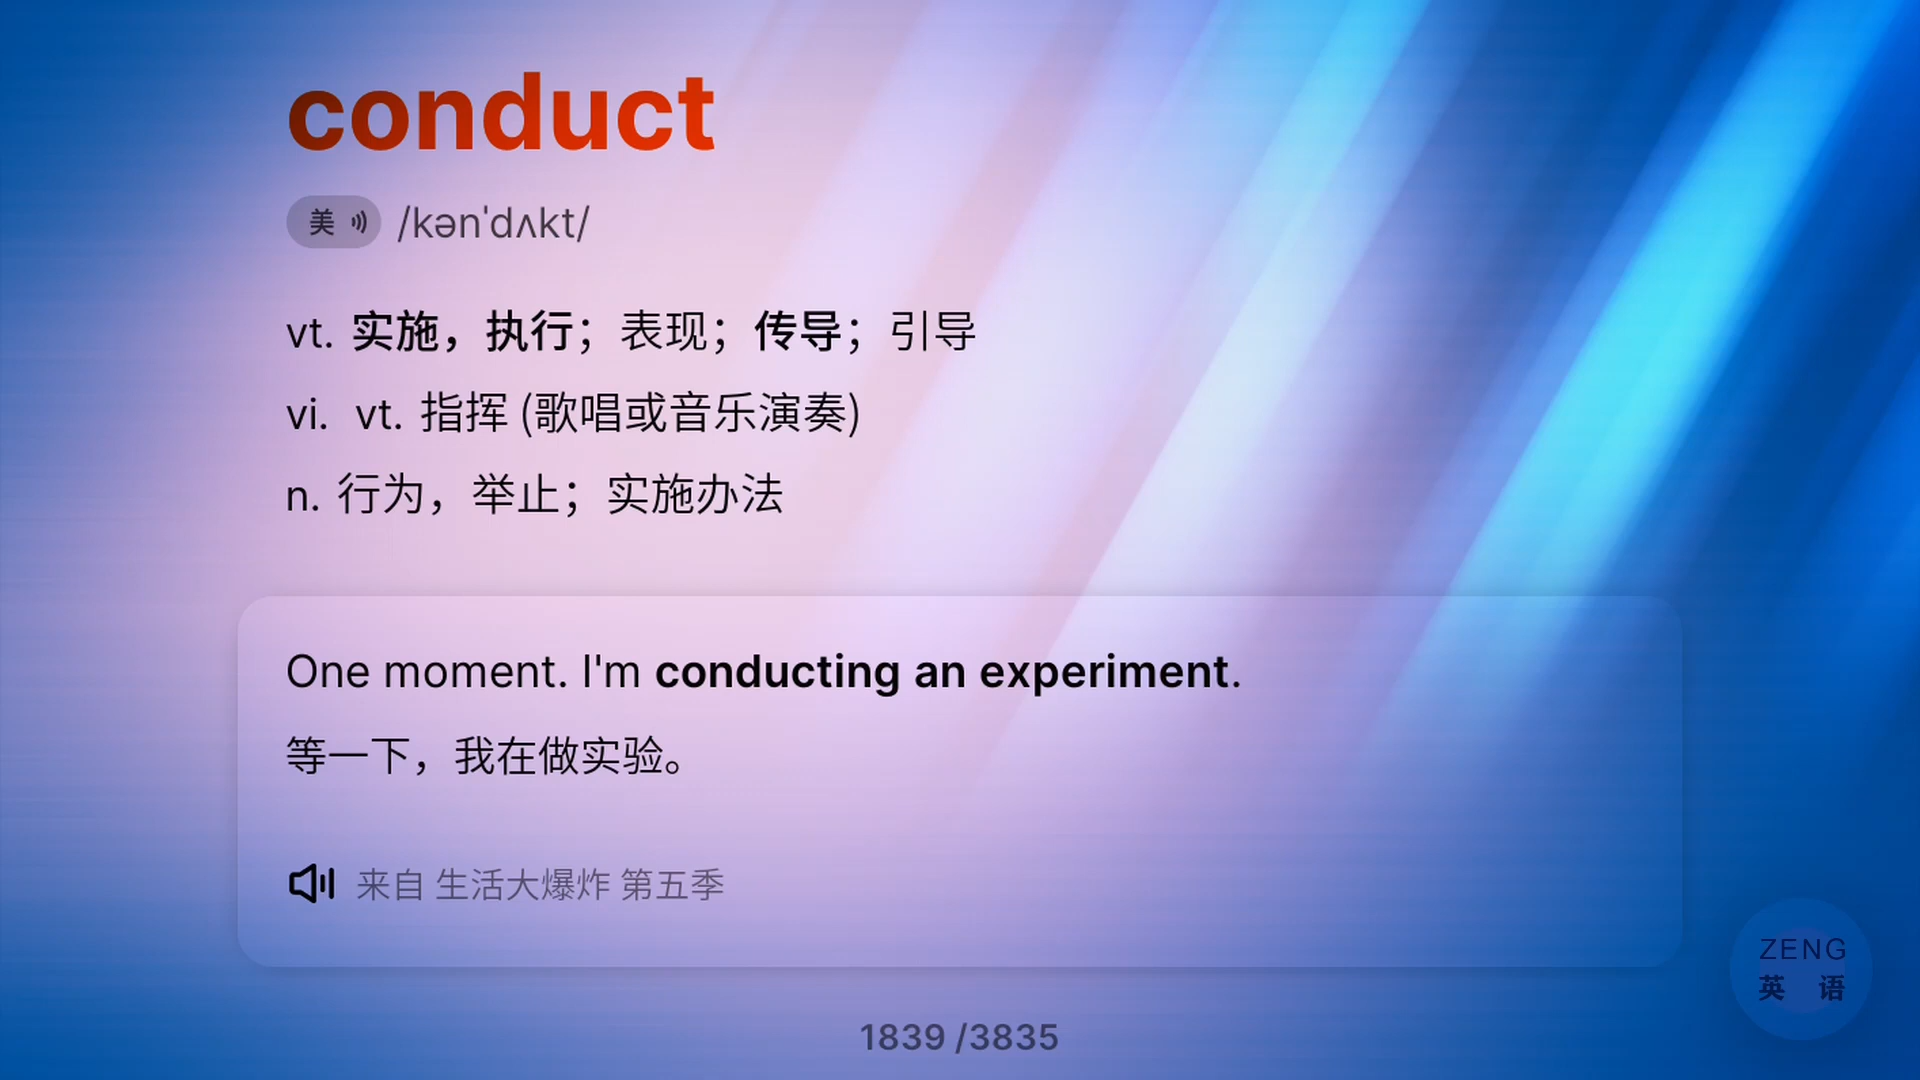 conduct
美 /kənˈdʌkt/
vt. 实施，执行；表现；传导；引导
vi. vt. 指挥 (歌唱或音乐演奏)
n. 行为，举止；实施办法
One moment. I'm conducting an experiment.
等一下，我在做实验。
来自 生活大爆炸 第五季
ZENG
英 语
1839 /3835